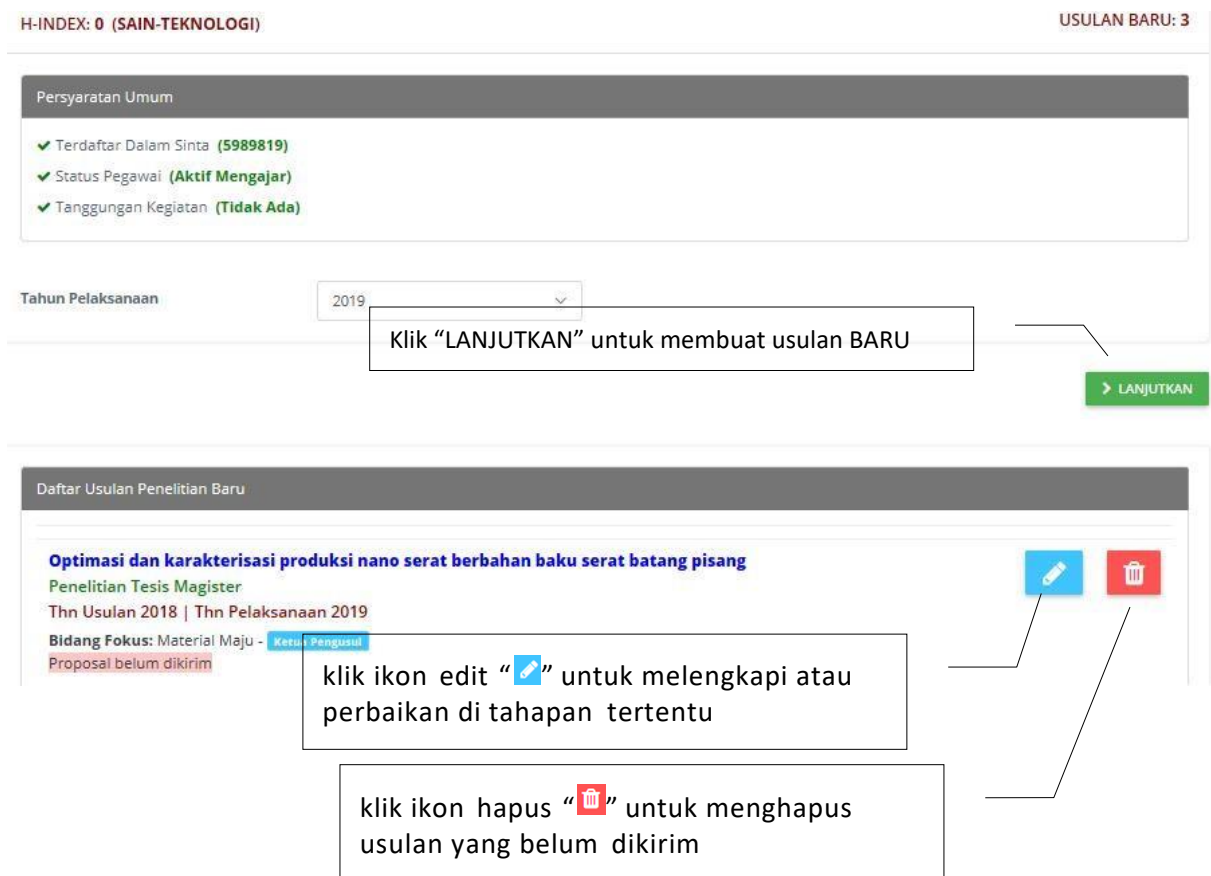 H-INDEX: 0 (SAIN-TEKNOLOGI)
USULAN BARU: 3
Persyaratan Umum
Terdaftar Dalam Sinta (5989819)
Status Pegawai (Aktif Mengajar)
Tanggungan Kegiatan (Tidak Ada)
Tahun Pelaksanaan
2019
Klik “LANJUTKAN” untuk membuat usulan BARU
LANJUTKAN
Daftar Usulan Penelitian Baru
Optimasi dan karakterisasi produksi nano serat berbahan baku serat batang pisang
Penelitian Tesis Magister
Thn Usulan 2018 | Thn Pelaksanaan 2019
Bidang Fokus: Material Maju - Ketua Pengusul
Proposal belum dikirim
klik ikon edit “ ” untuk melengkapi atau
perbaikan di tahapan tertentu
klik ikon hapus “ ” untuk menghapus
usulan yang belum dikirim